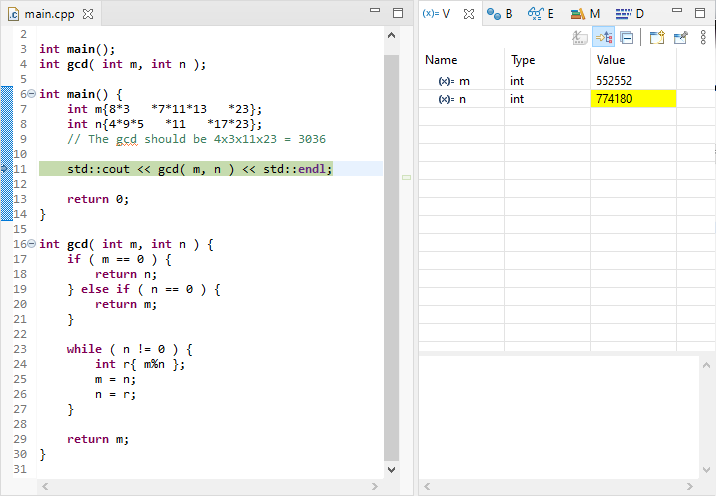 main.cpp
2
3 int main();
4 int gcd( int m, int n );
5
6 int main() {
7     int m{8*3   *7*11*13   *23};
8     int n{4*9*5   *11   *17*23};
9     // The gcd should be 4x3x11x23 = 3036
10
11     std::cout << gcd( m, n ) << std::endl;
12
13     return 0;
14 }
15
16 int gcd( int m, int n ) {
17     if ( m == 0 ) {
18         return n;
19     } else if ( n == 0 ) {
20         return m;
21     }
22
23     while ( n != 0 ) {
24         int r{ m%n };
25         m = n;
26         n = r;
27     }
28
29     return m;
30 }
31
(x)= V B E M D
Name Type Value
(x)= m int 552552
(x)= n int 774180